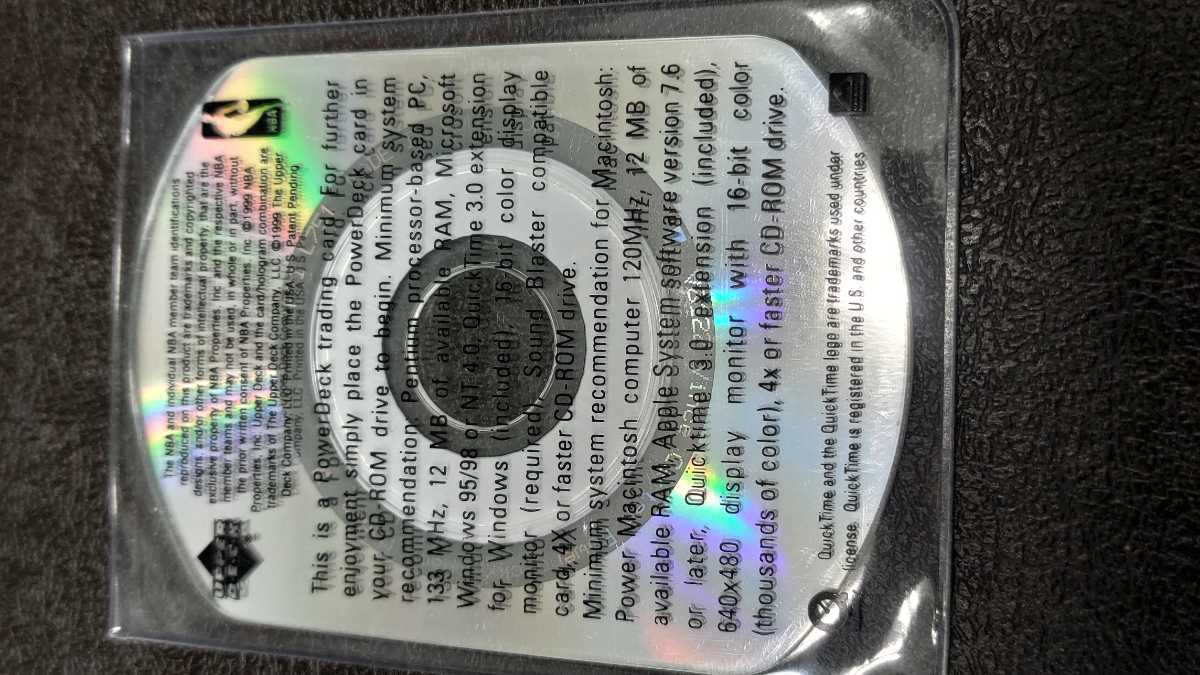 The NBA and individual NBA member team identifications
reproduced on this product are trademarks and copyrighted
designs, and/or other forms of intellectual property, that are the
exclusive property of NBA Properties, Inc. and the respective NBA
member teams and may not be used, in whole or in part, without
the prior written consent of NBA Properties, Inc. ©1999 NBA
Properties, Inc. Upper Deck and the card/hologram combination are
trademarks of The Upper Deck Company, LLC ©1999 The Upper
Deck Company, LLC. Printed in the USA. U.S. Patent Pending
NBA
UPPER
DECK
This is a PowerDeck trading card. For further
enjoyment simply place the PowerDeck card in
your CD-ROM drive to begin. Minimum system
recommendation Pentium processor-based PC,
133 MHz, 12 MB of available RAM, Microsoft
Windows 95/98 or NT 4.0, QuickTime 3.0 extension
for Windows (included), 16 bit color display
monitor (required), Sound Blaster compatible
card, 4X or faster CD-ROM drive.
Minimum system recommendation for Macintosh:
Power Macintosh computer 120MHz, 12 MB of
available RAM, Apple System software version 7.6
or later, Quicktime 3.0 extension (included),
640x480 display monitor with 16-bit color
(thousands of color), 4x or faster CD-ROM drive.
QuickTime and the QuickTime logo are trademarks used under
license. QuickTime is registered in the U.S. and other countries